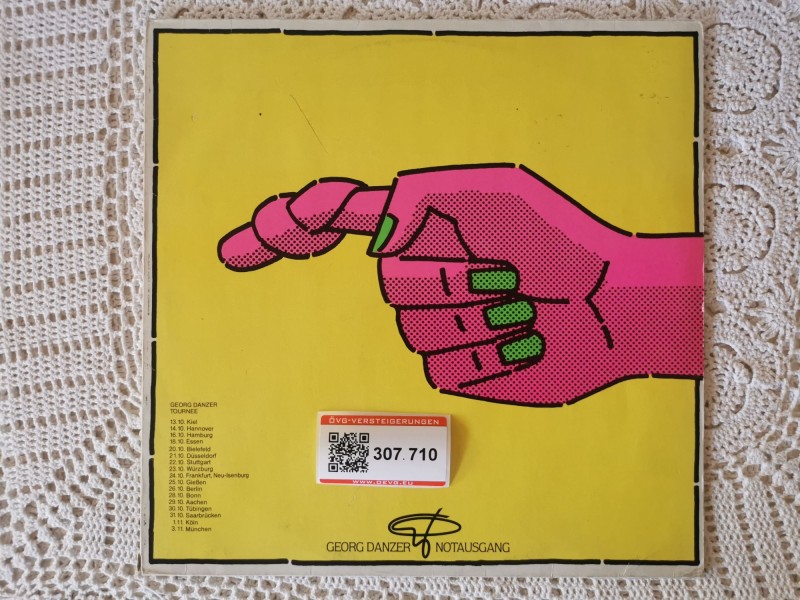 GEORG DANZER
TOURNEE
13.10. Kiel
14.10. Hannover
16.10. Hamburg
18.10. Essen
20.10. Bielefeld
21.10. Düsseldorf
22.10. Stuttgart
23.10. Würzburg
24.10. Frankfurt, Neu-Isenburg
25.10. Gießen
26.10. Berlin
28.10. Bonn
29.10. Aachen
30.10. Tübingen
31.10. Saarbrücken
1.11. Köln
3.11. München
ÖVG-VERSTEIGERUNGEN
307.710
WWW.OEVG.EU
GEORG DANZER NOTAUSGANG